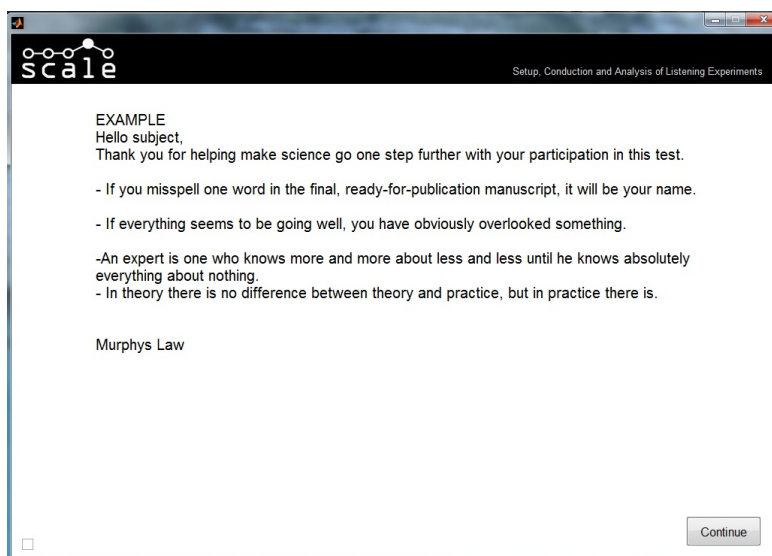 scale
Setup, Conduction and Analysis of Listening Experiments
EXAMPLE
Hello subject,
Thank you for helping make science go one step further with your participation in this test.
- If you misspell one word in the final, ready-for-publication manuscript, it will be your name.
- If everything seems to be going well, you have obviously overlooked something.
-An expert is one who knows more and more about less and less until he knows absolutely
everything about nothing.
- In theory there is no difference between theory and practice, but in practice there is.
Murphys Law
Continue